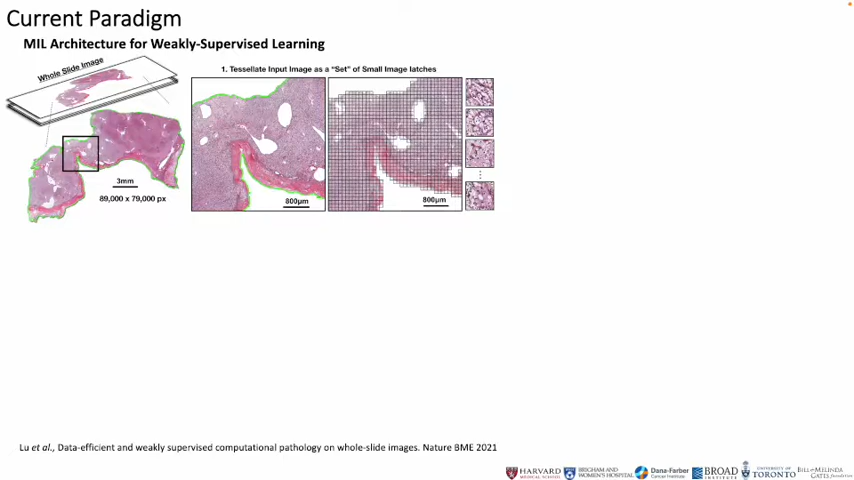 Current Paradigm
MIL Architecture for Weakly-Supervised Learning
Whole Slide Image
1. Tessellate Input Image as a “Set” of Small Image latches
3mm
89,000 x 79,000 px
800μm
800μm
Lu et al., Data-efficient and weakly supervised computational pathology on whole-slide images. Nature BME 2021
HARVARD
MEDICAL SCHOOL
BRIGHAM AND
WOMEN'S HOSPITAL
Dana-Farber
Cancer Institute
BROAD
INSTITUTE
UNIVERSITY OF
TORONTO
BILL & MELINDA
GATES foundation